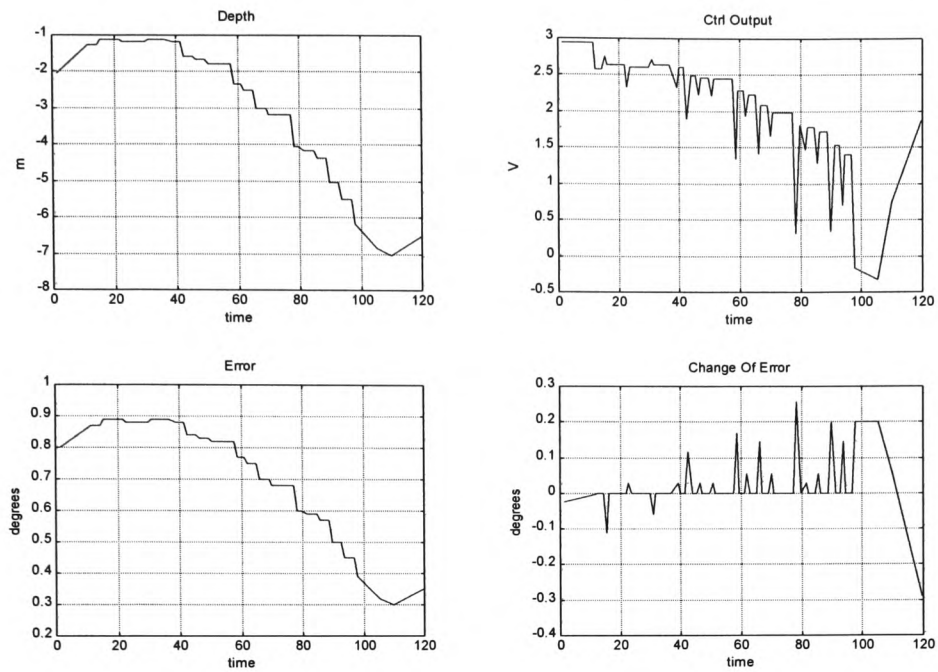 Depth
-1
-2
-3
-4
-5
-6
-7
-8
m
0 20 40 60 80 100 120
time
Ctrl Output
3
2.5
2
1.5
1
0.5
0
-0.5
V
0 20 40 60 80 100 120
time
Error
1
0.9
0.8
0.7
0.6
0.5
0.4
0.3
0.2
degrees
0 20 40 60 80 100 120
time
Change Of Error
0.3
0.2
0.1
0
-0.1
-0.2
-0.3
-0.4
degrees
0 20 40 60 80 100 120
time